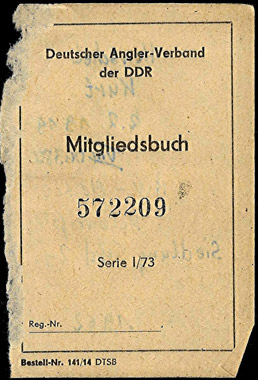 Deutscher Angler-Verband
der DDR
Mitgliedsbuch
572209
Serie I/73
Reg.-Nr.
Bestell-Nr. 141/14 DTSB